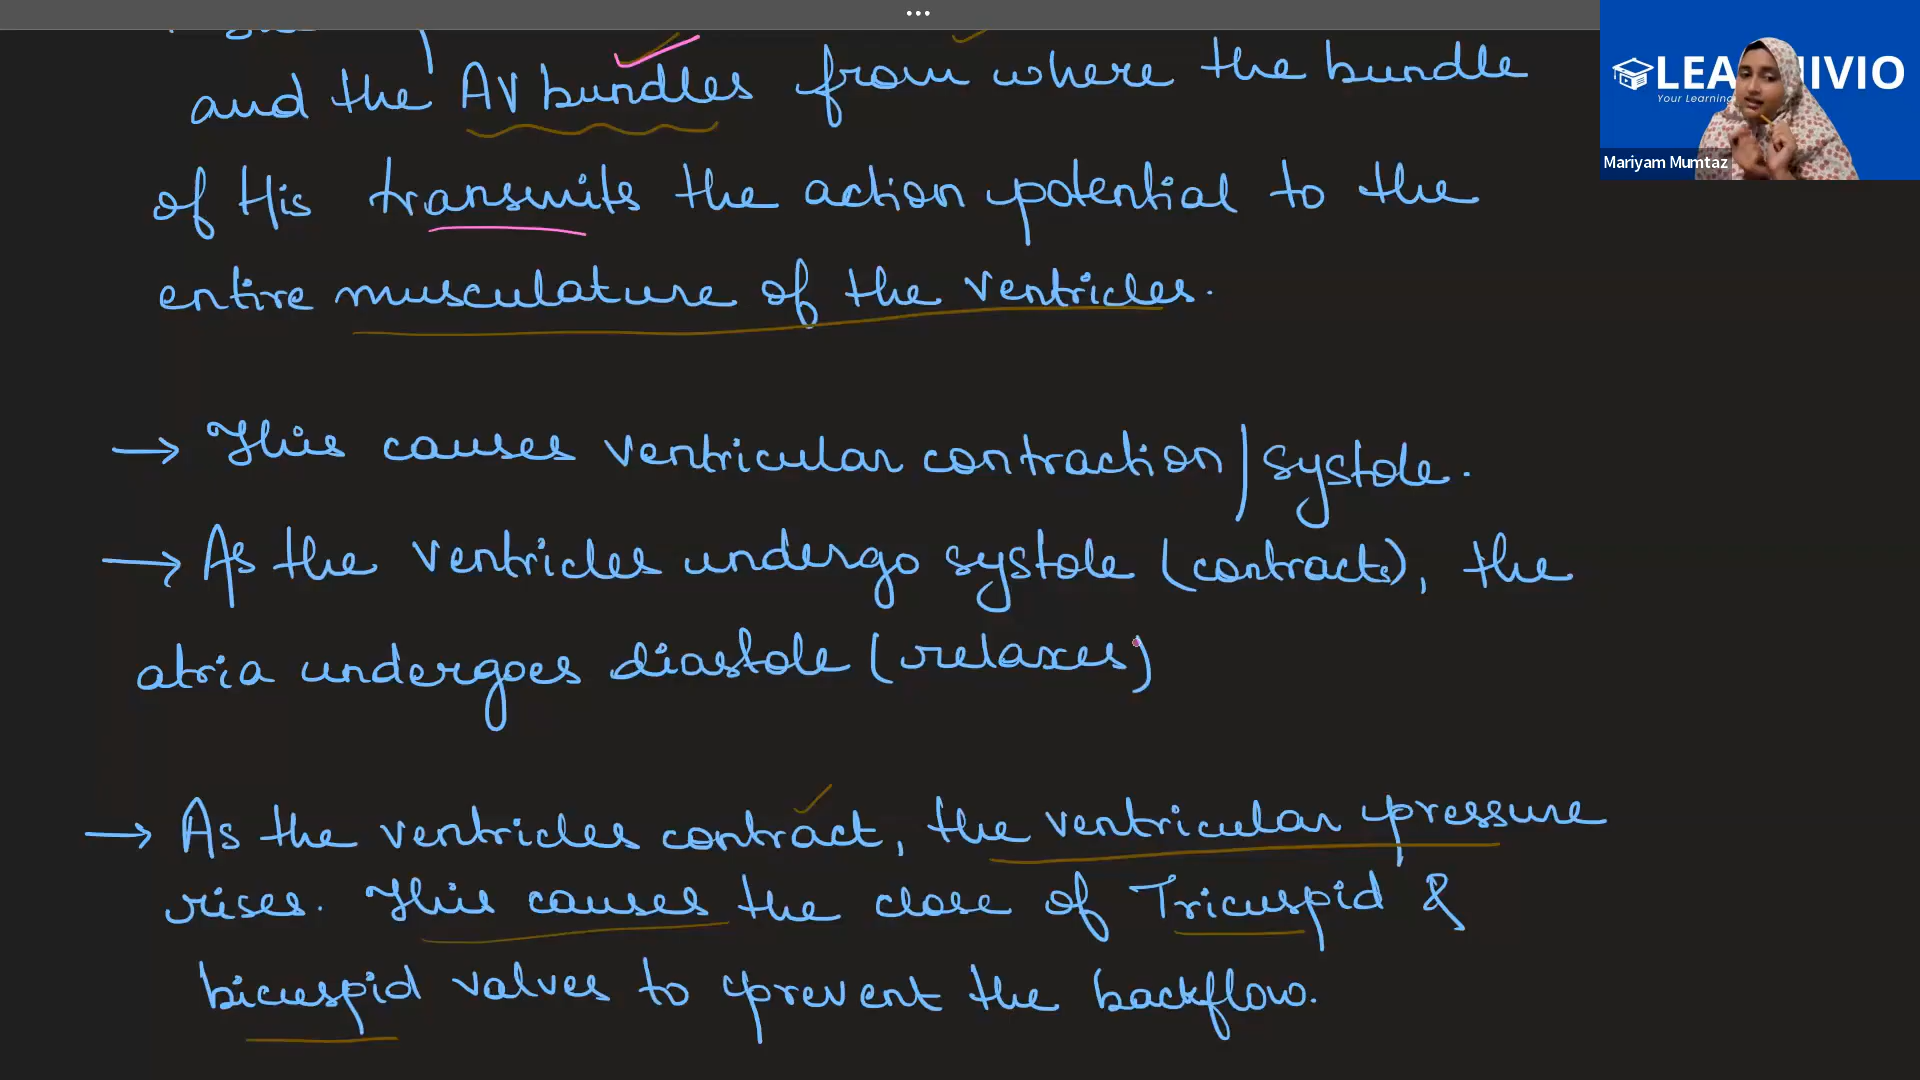 and the AV bundles from where the bundle
of His transmits the action potential to the
entire musculature of the ventricles.
→ This causes ventricular contraction/systole.
→ As the ventricles undergo systole (contracts), the
atria undergoes diastole (relaxes)
→ As the ventricles contract, the ventricular pressure
rises. This causes the close of Tricuspid &
bicuspid valves to prevent the backflow.
Your Learning
Mariyam Mumtaz